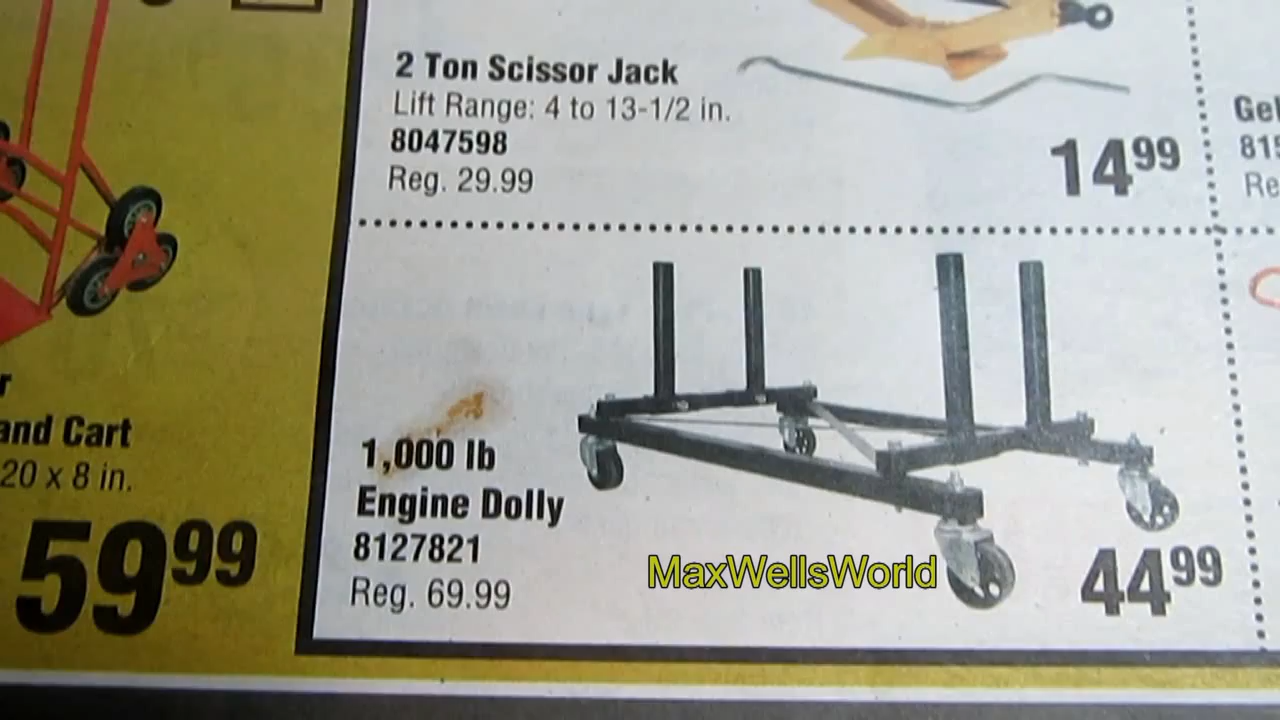 2 Ton Scissor Jack
Lift Range: 4 to 13-1/2 in.
8047598
Reg. 29.99
14 99
1,000 lb
Engine Dolly
8127821
Reg. 69.99
44 99
MaxWellsWorld
and Cart
20 x 8 in.
59 99